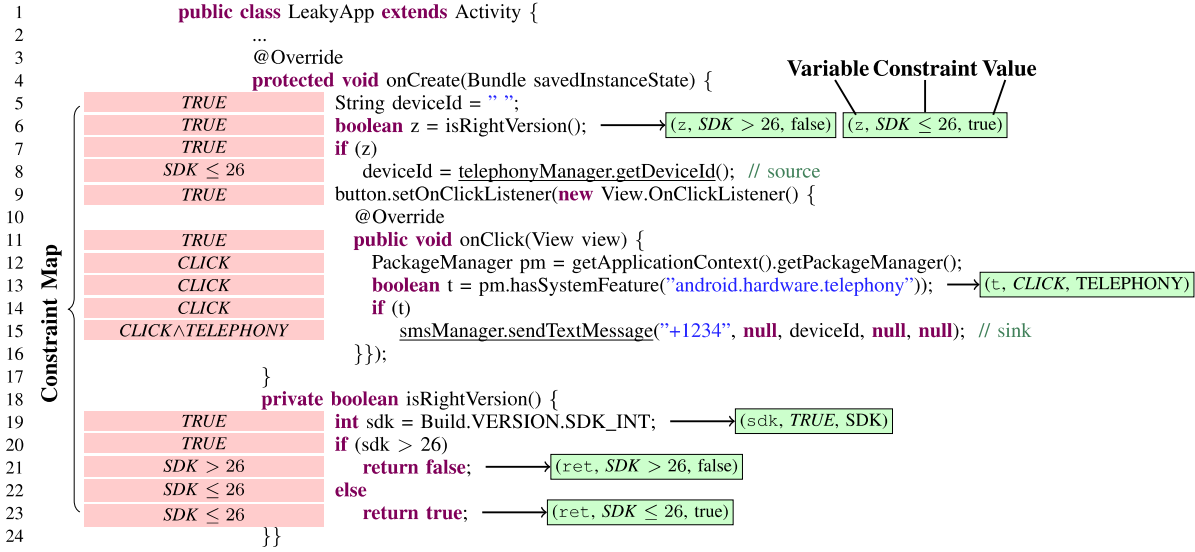 1 public class LeakyApp extends Activity {
2 ...
3 @Override
Variable Constraint Value
4 protected void onCreate(Bundle savedInstanceState) {
5 TRUE String deviceId = ” ”;
6 TRUE boolean z = isRightVersion(); (z, SDK > 26, false) (z, SDK ≤ 26, true)
7 TRUE if (z)
8 SDK ≤ 26 deviceId = telephonyManager.getDeviceId(); // source
9 TRUE button.setOnClickListener(new View.OnClickListener() {
10 @Override
11 TRUE public void onClick(View view) {
12 CLICK PackageManager pm = getApplicationContext().getPackageManager();
13 CLICK boolean t = pm.hasSystemFeature(”android.hardware.telephony”)); (t, CLICK, TELEPHONY)
14 CLICK if (t)
15 CLICK∧TELEPHONY smsManager.sendTextMessage(”+1234”, null, deviceId, null, null); // sink
16 }});
17 }
18 private boolean isRightVersion() {
19 TRUE int sdk = Build.VERSION.SDK_INT; (sdk, TRUE, SDK)
20 TRUE if (sdk > 26)
21 SDK > 26 return false; (ret, SDK > 26, false)
22 SDK ≤ 26 else
23 SDK ≤ 26 return true; (ret, SDK ≤ 26, true)
24 }}
Constraint Map